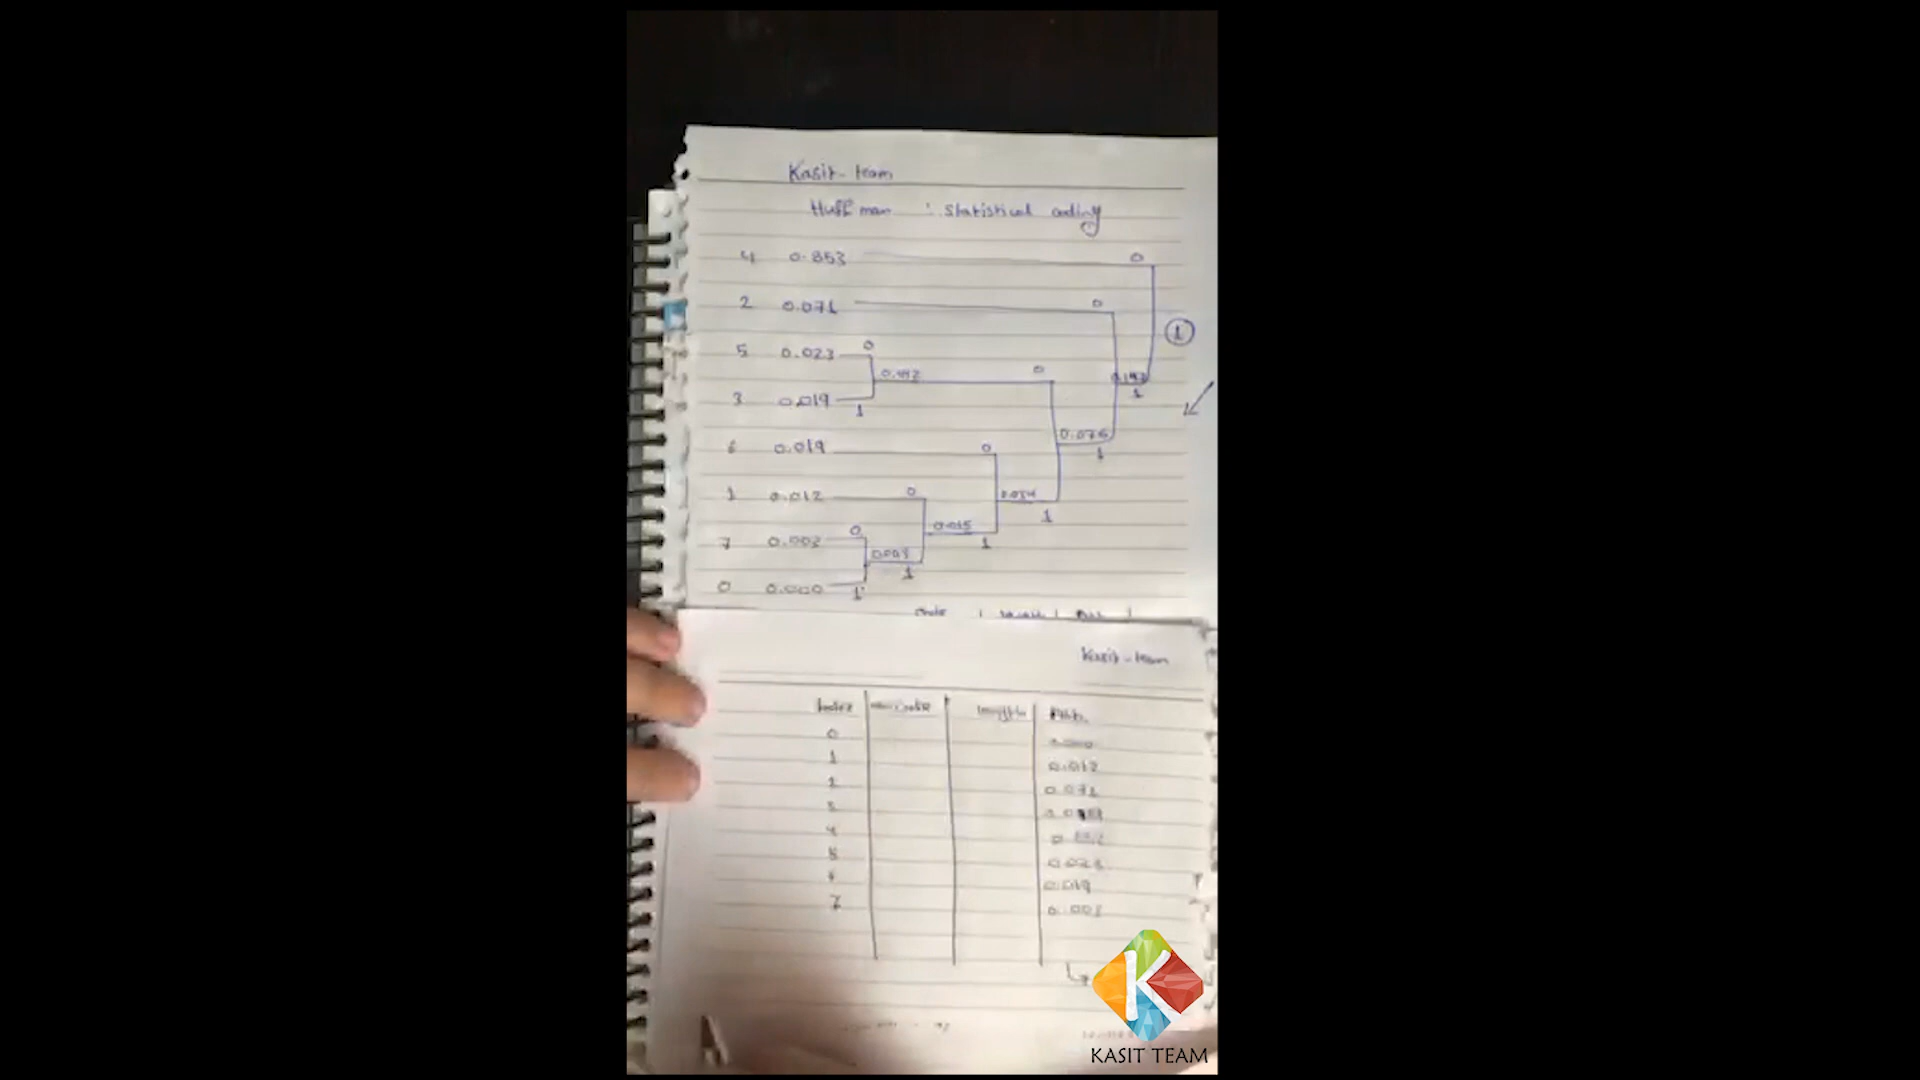 Kasit-team
Huffman : statistical coding
4 0.853 0
2 0.071 0
1
5 0.023 0
0.042 0
3 0.019 1
1
0.076
6 0.019 0 1
1 0.012 0 0.034
1
7 0.003 0 0.015
1
0.003
1
0 0.000 1
Kasit-team
Index code length Prob.
0 0.000
1 0.012
2 0.071
3
4
5 0.023
6 0.019
7 0.003
KASIT TEAM